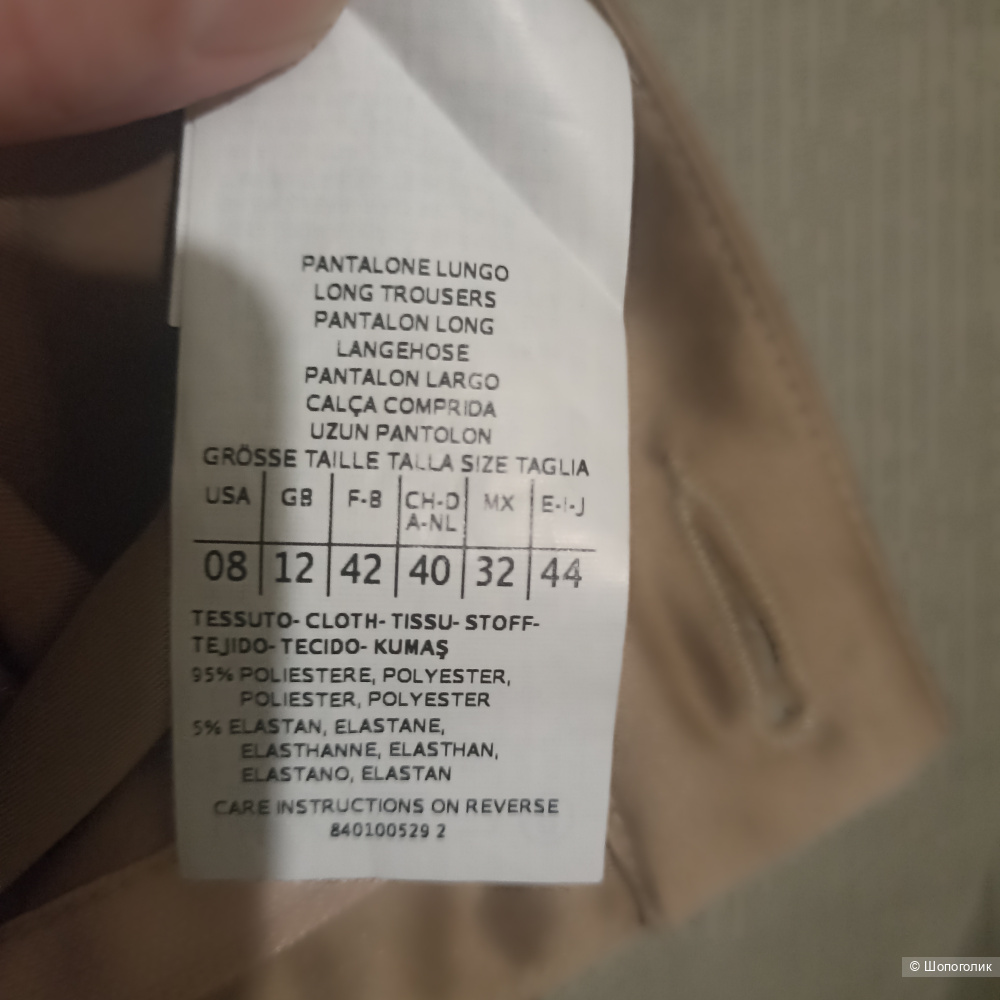 PANTALONE LUNGO
LONG TROUSERS
PANTALON LONG
LANGEHOSE
PANTALON LARGO
CALÇA COMPRIDA
UZUN PANTOLON
GRÖSSE TAILLE TALLA SIZE TAGLIA
USA GB F-B CH-D A-NL MX E-I-J
08 12 42 40 32 44
TESSUTO- CLOTH- TISSU- STOFF-
TEJIDO- TECIDO- KUMAŞ
95% POLIESTERE, POLYESTER,
POLIESTER, POLYESTER
5% ELASTAN, ELASTANE,
ELASTHANNE, ELASTHAN,
ELASTANO, ELASTAN
CARE INSTRUCTIONS ON REVERSE
840100529 2
© Шопоголик